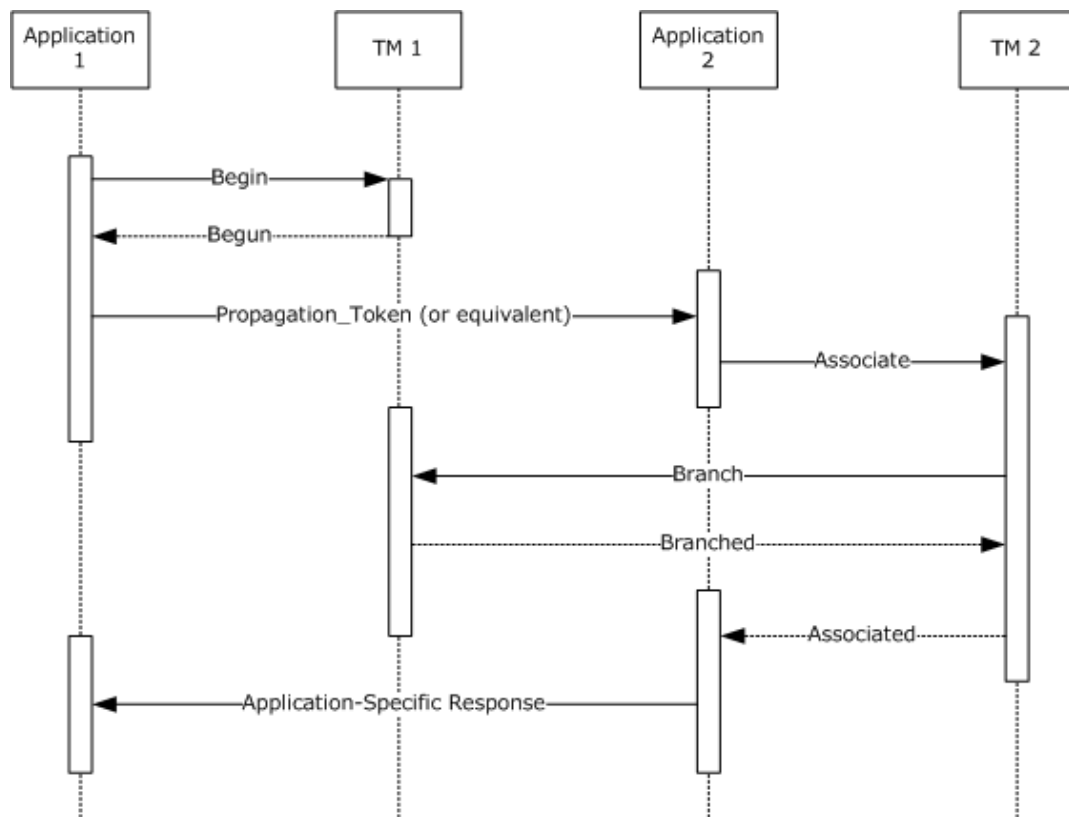 Application
1
TM 1
Application
2
TM 2
Begin
Begun
Propagation_Token (or equivalent)
Associate
Branch
Branched
Associated
Application-Specific Response